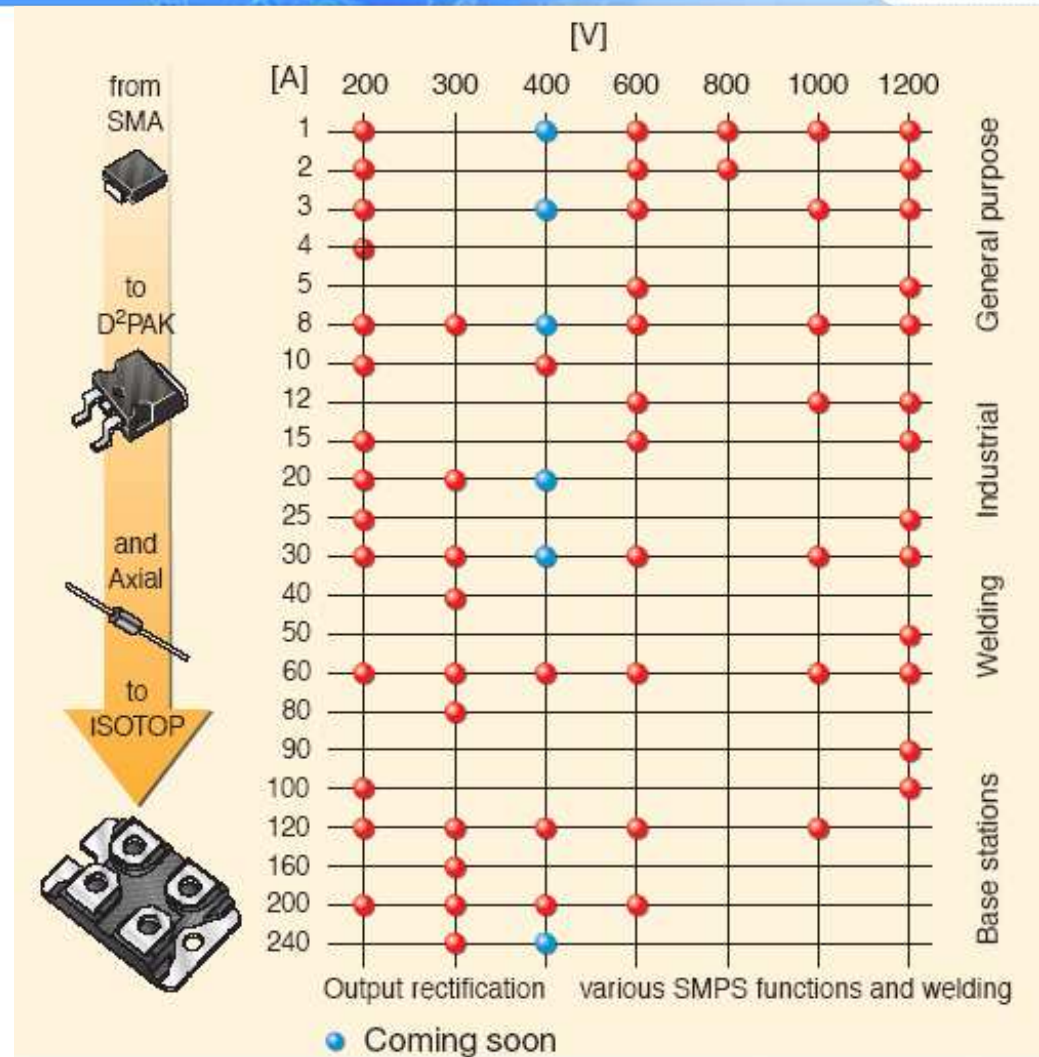 [V]
[A] 200 300 400 600 800 1000 1200
from
SMA
to
D²PAK
and
Axial
to
ISOTOP
1
2
3
4
5
8
10
12
15
20
25
30
40
50
60
80
90
100
120
160
200
240
General purpose
Industrial
Welding
Base stations
Output rectification various SMPS functions and welding
Coming soon